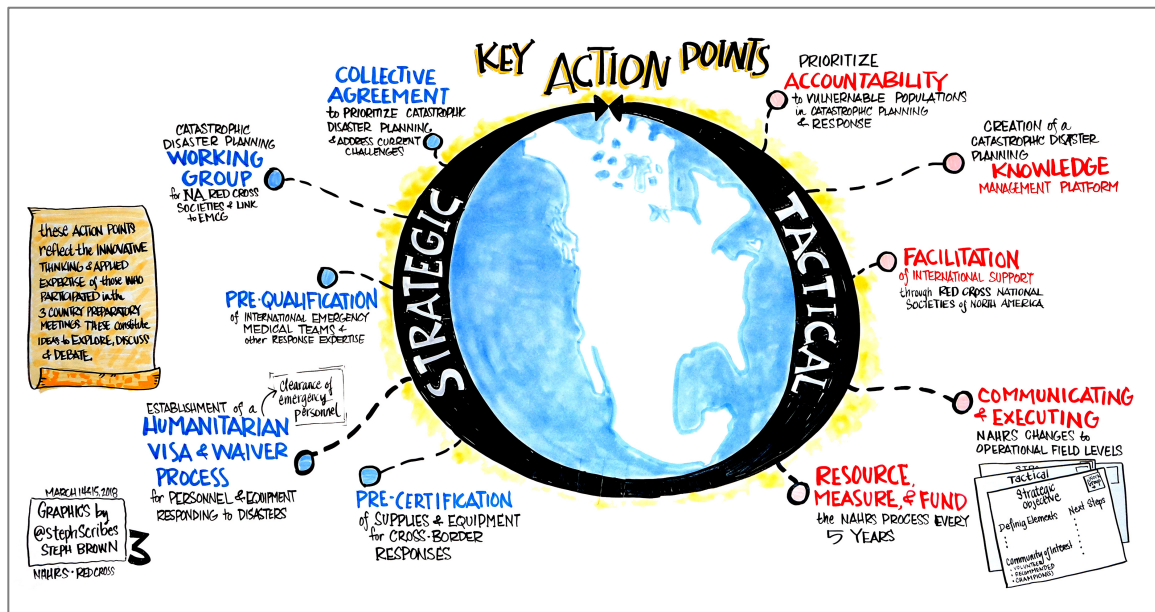 KEY ACTION POINTS
COLLECTIVE
AGREEMENT
to PRIORITIZE CATASTROPHIC
DISASTER PLANNING
& ADDRESS CURRENT
CHALLENGES
CATASTROPHIC
DISASTER PLANNING
WORKING
GROUP
for NA RED CROSS
SOCIETIES & LINK
to EMCG
these ACTION POINTS
reflect the INNOVATIVE
THINKING & APPLIED
EXPERTISE of those WHO
PARTICIPATED in the
3 COUNTRY PREPARATORY
MEETINGS. THESE constitute
IDEAS to EXPLORE, DISCUSS
& DEBATE.
PRE-QUALIFICATION
of INTERNATIONAL EMERGENCY
MEDICAL TEAMS &
other RESPONSE EXPERTISE
clearance of
emergency
personnel
ESTABLISHMENT of a
HUMANITARIAN
VISA & WAIVER
PROCESS
for PERSONNEL & EQUIPMENT
RESPONDING to DISASTERS
PRE-CERTIFICATION
of SUPPLIES & EQUIPMENT
for CROSS-BORDER
RESPONSES
MARCH 14&15, 2018
GRAPHICS by
@stephScribes
STEPH BROWN
NAHRS · RED CROSS
STRATEGIC
TACTICAL
PRIORITIZE
ACCOUNTABILITY
to VULNERABLE POPULATIONS
in CATASTROPHIC PLANNING
& RESPONSE
CREATION of a
CATASTROPHIC DISASTER
PLANNING
KNOWLEDGE
MANAGEMENT PLATFORM
FACILITATION
of INTERNATIONAL SUPPORT
through RED CROSS NATIONAL
SOCIETIES of NORTH AMERICA
COMMUNICATING
& EXECUTING
NAHRS CHANGES to
OPERATIONAL FIELD LEVELS
RESOURCE,
MEASURE, & FUND
the NAHRS PROCESS EVERY
5 YEARS
Tactical
Strategic
objective
Definig Elements
Next Steps
Community of Interest
• VOLUNTEERS
• RECOMMENDED
• CHAMPION(S)